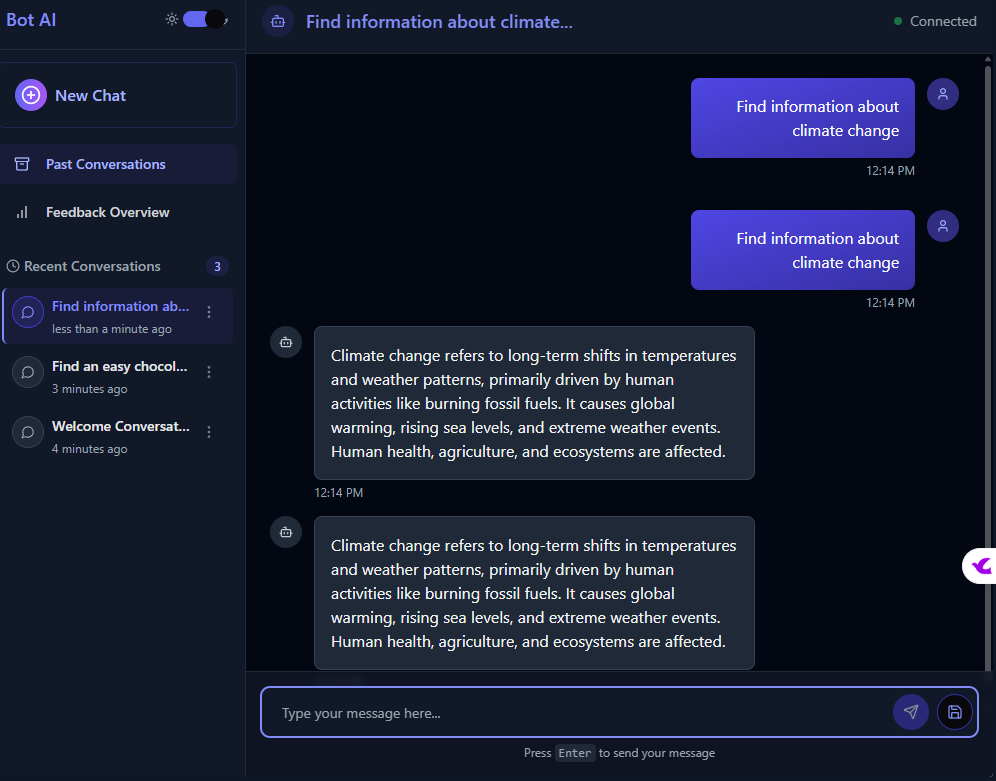 Bot AI
New Chat
Past Conversations
Feedback Overview
Recent Conversations 3
Find information ab...
less than a minute ago
Find an easy chocol...
3 minutes ago
Welcome Conversat...
4 minutes ago
Find information about climate...
Connected
Find information about
climate change
12:14 PM
Find information about
climate change
12:14 PM
Climate change refers to long-term shifts in temperatures
and weather patterns, primarily driven by human
activities like burning fossil fuels. It causes global
warming, rising sea levels, and extreme weather events.
Human health, agriculture, and ecosystems are affected.
12:14 PM
Climate change refers to long-term shifts in temperatures
and weather patterns, primarily driven by human
activities like burning fossil fuels. It causes global
warming, rising sea levels, and extreme weather events.
Human health, agriculture, and ecosystems are affected.
Type your message here...
Press Enter to send your message